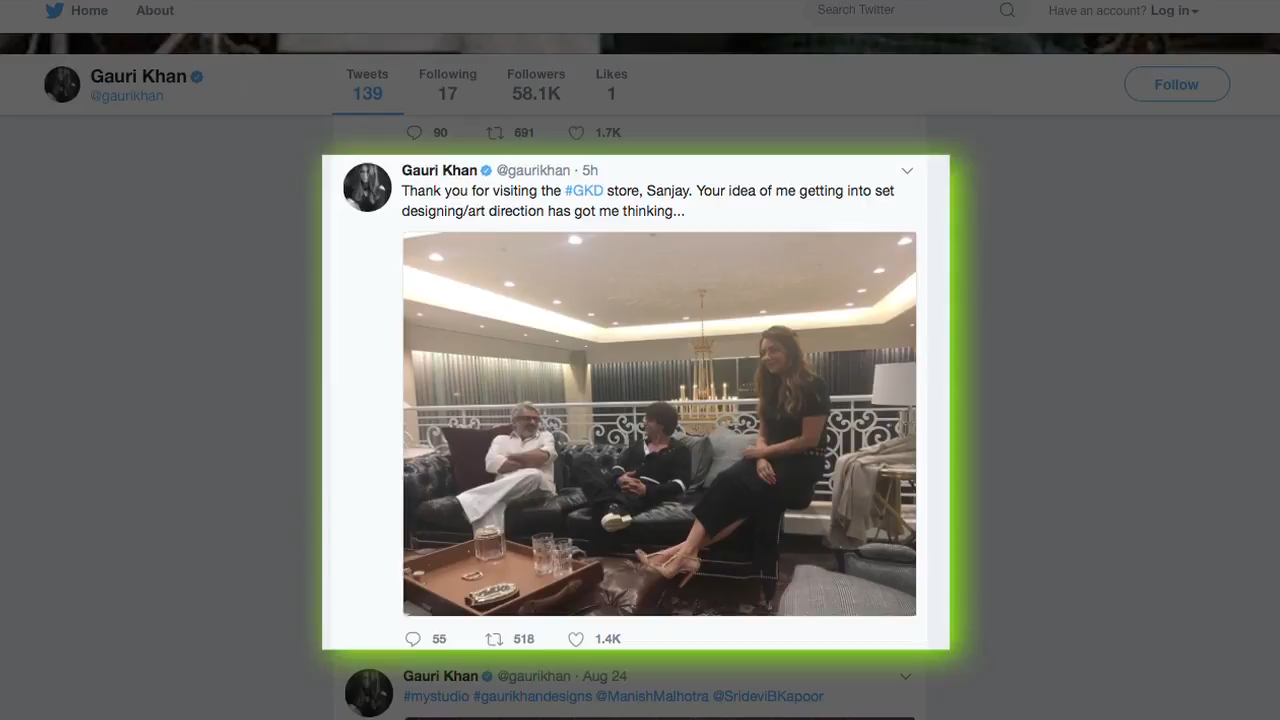 Home About Search Twitter Have an account? Log in
Gauri Khan
@gaurikhan
Tweets Following Followers Likes
139 17 58.1K 1
Follow
90 691 1.7K
Gauri Khan @gaurikhan · 5h
Thank you for visiting the #GKD store, Sanjay. Your idea of me getting into set
designing/art direction has got me thinking...
55 518 1.4K
Gauri Khan @gaurikhan · Aug 24
#mystudio #gaurikhandesigns @ManishMalhotra @SrideviBKapoor